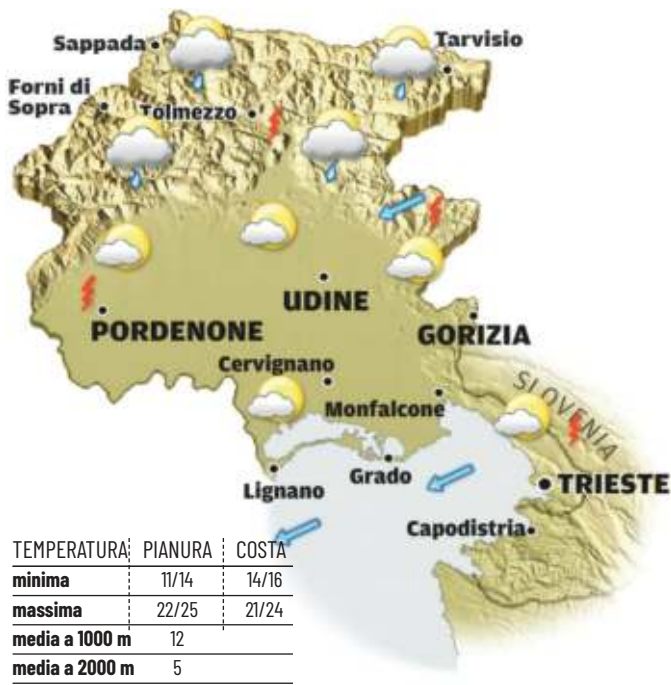 Sappada
Tarvisio
Forni di
Sopra
Tolmezzo
UDINE
PORDENONE
GORIZIA
Cervignano
SLOVENIA
Monfalcone
Grado
Lignano
TRIESTE
Capodistria
TEMPERATURA PIANURA COSTA
minima 11/14 14/16
massima 22/25 21/24
media a 1000 m 12
media a 2000 m 5